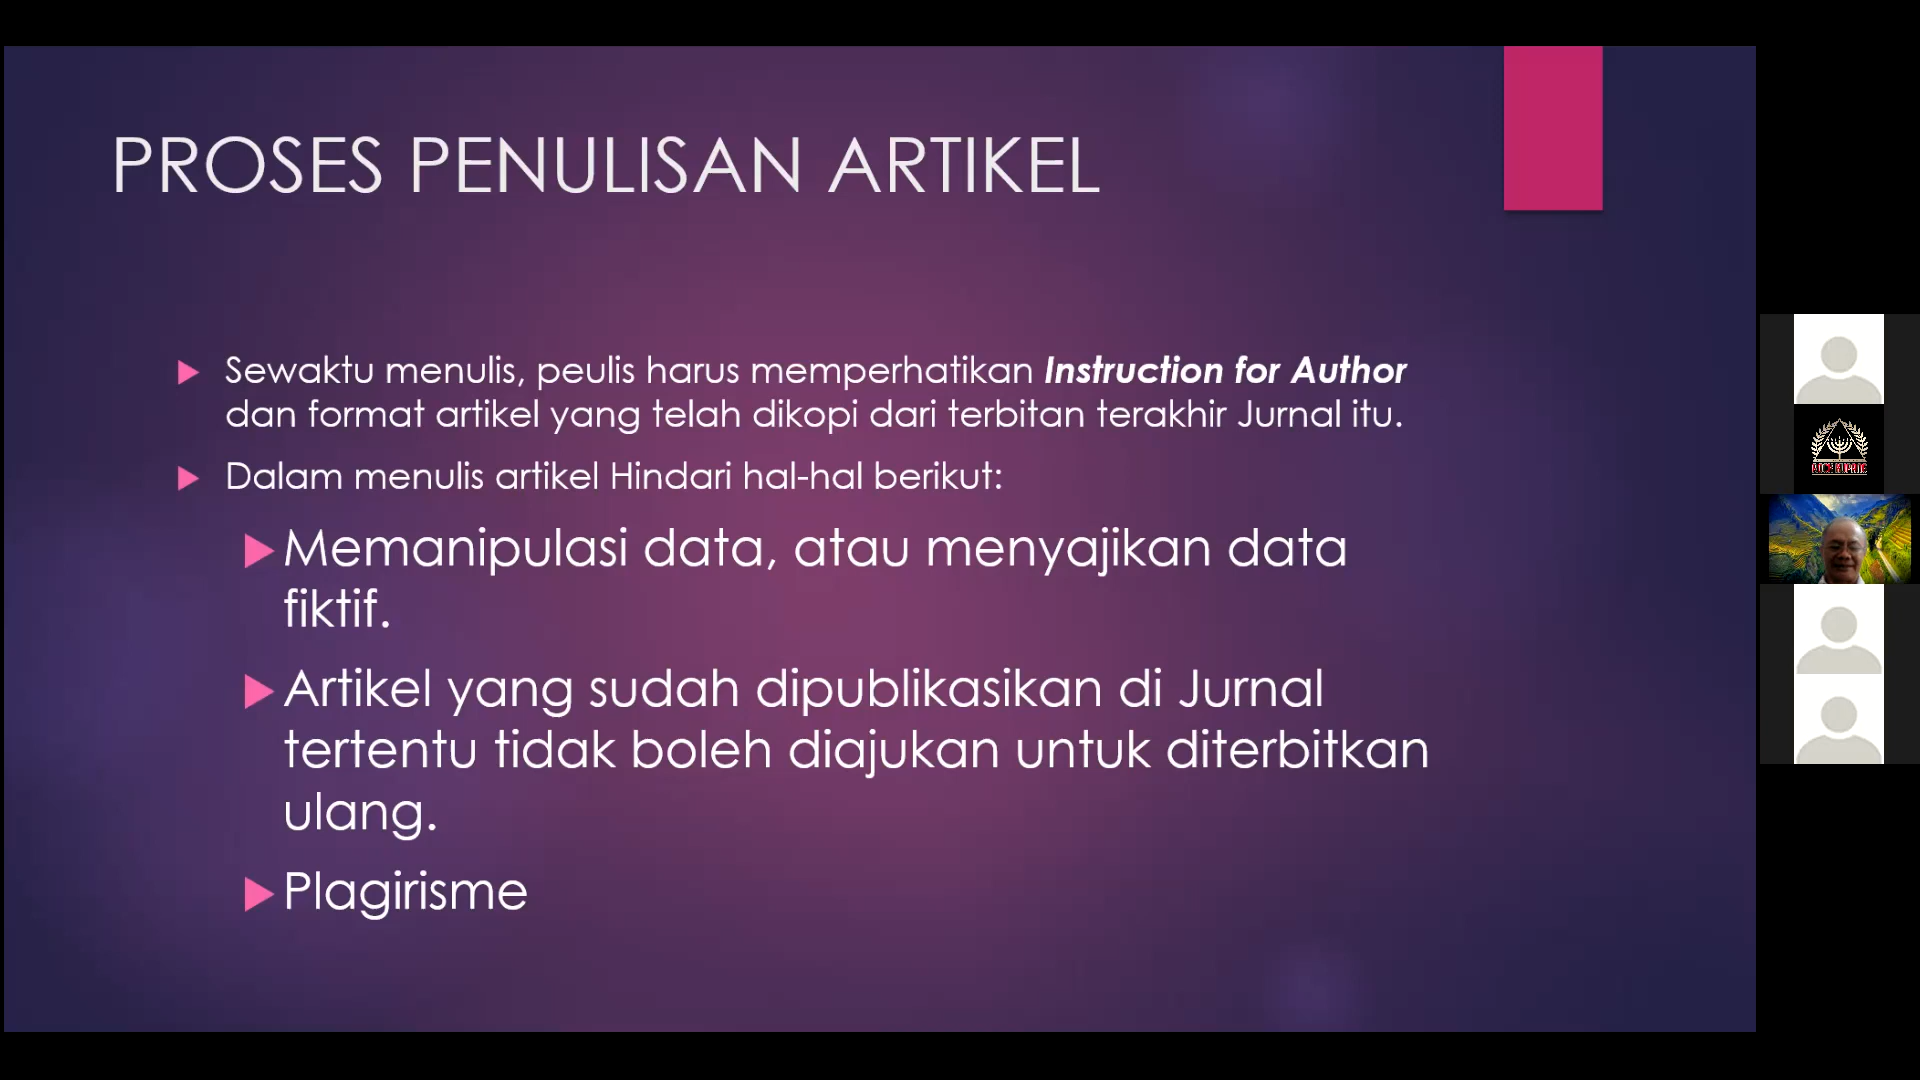 PROSES PENULISAN ARTIKEL
Sewaktu menulis, peulis harus memperhatikan Instruction for Author
dan format artikel yang telah dikopi dari terbitan terakhir Jurnal itu.
Dalam menulis artikel Hindari hal-hal berikut:
Memanipulasi data, atau menyajikan data
fiktif.
Artikel yang sudah dipublikasikan di Jurnal
tertentu tidak boleh diajukan untuk diterbitkan
ulang.
Plagirisme